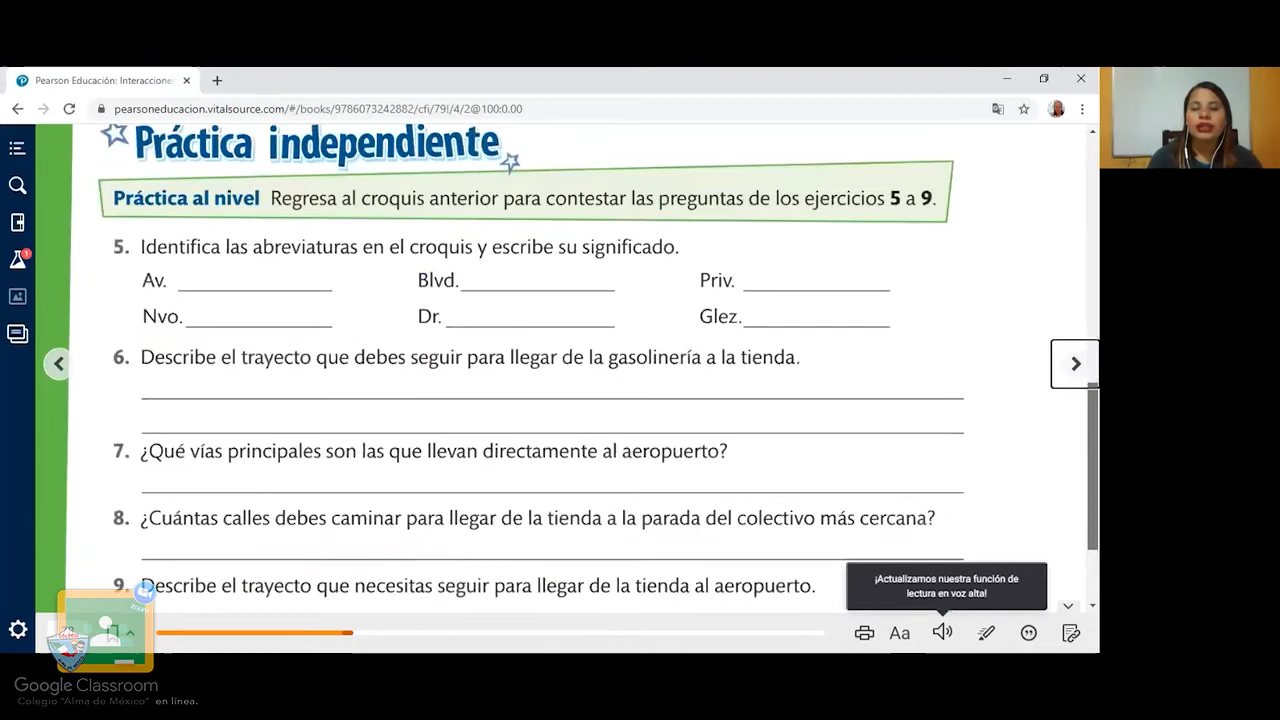 Pearson Educación: Interaccione
pearsoneducacion.vitalsource.com/#/books/9786073242882/cfi/79!/4/2@100:0.00
Práctica independiente
Práctica al nivel Regresa al croquis anterior para contestar las preguntas de los ejercicios 5 a 9.
5. Identifica las abreviaturas en el croquis y escribe su significado.
Av. Blvd. Priv.
Nvo. Dr. Glez.
6. Describe el trayecto que debes seguir para llegar de la gasolinería a la tienda.
7. ¿Qué vías principales son las que llevan directamente al aeropuerto?
8. ¿Cuántas calles debes caminar para llegar de la tienda a la parada del colectivo más cercana?
9. Describe el trayecto que necesitas seguir para llegar de la tienda al aeropuerto.
¡Actualizamos nuestra función de
lectura en voz alta!
Aa
zoom
Google Classroom
Colegio "Alma de México" en línea.